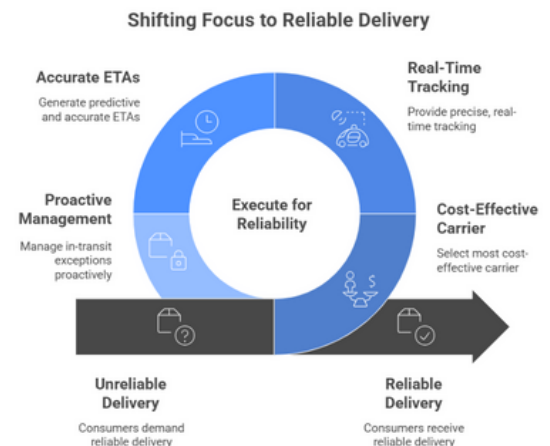 Shifting Focus to Reliable Delivery
Accurate ETAs
Generate predictive
and accurate ETAs
Real-Time
Tracking
Provide precise, real-
time tracking
Proactive
Management
Manage in-transit
exceptions
proactively
Execute for
Reliability
Cost-Effective
Carrier
Select most cost-
effective carrier
$
?
Unreliable
Delivery
Consumers demand
reliable delivery
Reliable
Delivery
Consumers receive
reliable delivery